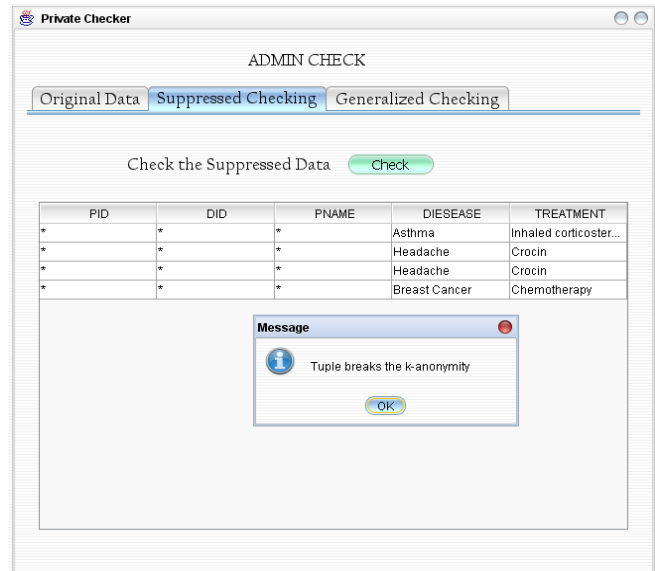 Private Checker
ADMIN CHECK
Original Data Suppressed Checking Generalized Checking
Check the Suppressed Data Check
PID DID PNAME DIESEASE TREATMENT
* * * Asthma Inhaled corticoster...
* * * Headache Crocin
* * * Headache Crocin
* * * Breast Cancer Chemotherapy
Message
Tuple breaks the k-anonymity
OK